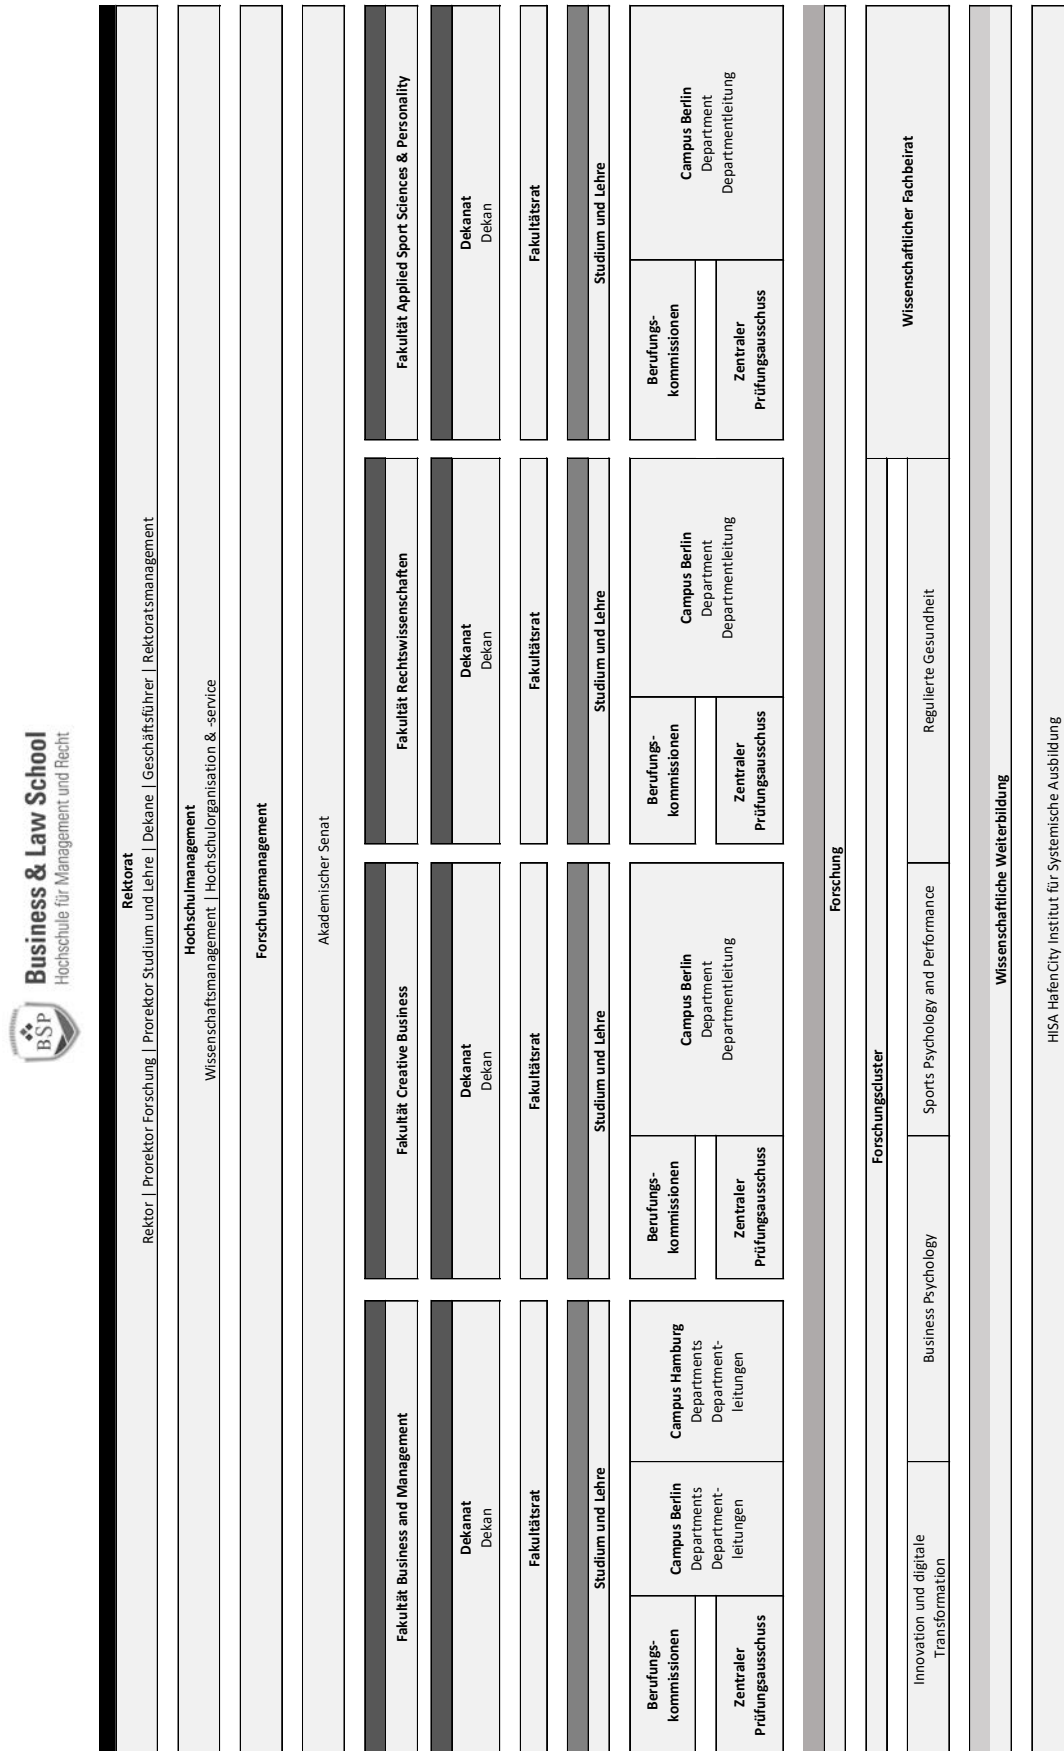 BSP
Business & Law School
Hochschule für Management und Recht
Rektorat
Rektor | Prorektor Forschung | Prorektor Studium und Lehre | Dekane | Geschäftsführer | Rektoratsmanagement
Hochschulmanagement
Wissenschaftsmanagement | Hochschulorganisation & -service
Forschungsmanagement
Akademischer Senat
Fakultät Business and Management
Dekanat
Dekan
Fakultätsrat
Studium und Lehre
Berufungs-
kommissionen
Zentraler
Prüfungsausschuss
Campus Berlin
Departments
Department-
leitungen
Campus Hamburg
Departments
Department-
leitungen
Fakultät Creative Business
Dekanat
Dekan
Fakultätsrat
Studium und Lehre
Berufungs-
kommissionen
Zentraler
Prüfungsausschuss
Campus Berlin
Department
Departmentleitung
Fakultät Rechtswissenschaften
Dekanat
Dekan
Fakultätsrat
Studium und Lehre
Berufungs-
kommissionen
Zentraler
Prüfungsausschuss
Campus Berlin
Department
Departmentleitung
Fakultät Applied Sport Sciences & Personality
Dekanat
Dekan
Fakultätsrat
Studium und Lehre
Berufungs-
kommissionen
Zentraler
Prüfungsausschuss
Campus Berlin
Department
Departmentleitung
Forschung
Forschungscluster
Innovation und digitale
Transformation
Business Psychology
Sports Psychology and Performance
Regulierte Gesundheit
Wissenschaftlicher Fachbeirat
Wissenschaftliche Weiterbildung
HISA HafenCity Institut für Systemische Ausbildung